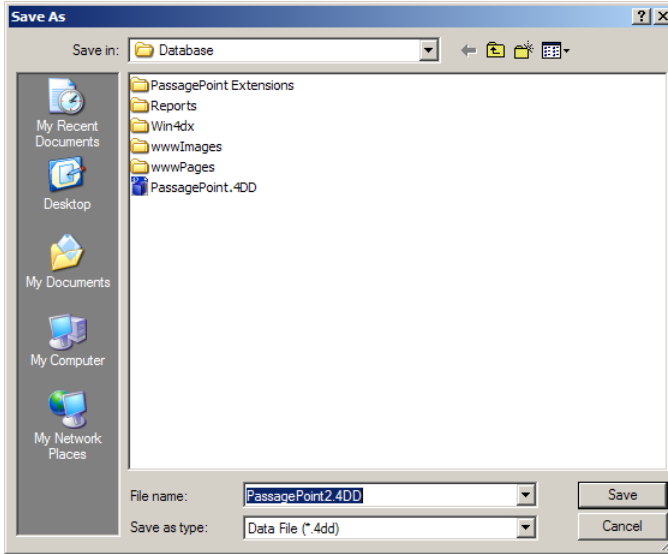 Save As
Save in:
Database
My Recent
Documents
Desktop
My Documents
My Computer
My Network
Places
PassagePoint Extensions
Reports
Win4dx
wwwImages
wwwPages
PassagePoint.4DD
File name:
PassagePoint2.4DD
Save
Save as type:
Data File (*.4dd)
Cancel